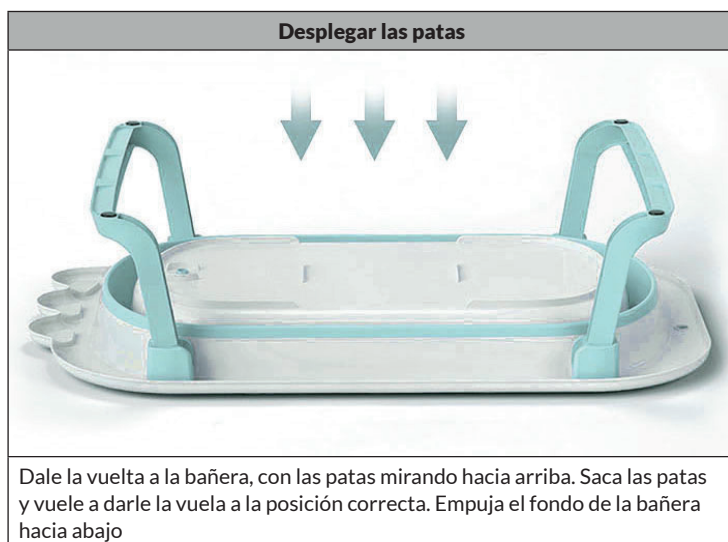 Desplegar las patas
Dale la vuelta a la bañera, con las patas mirando hacia arriba. Saca las patas
y vuele a darle la vuela a la posición correcta. Empuja el fondo de la bañera
hacia abajo